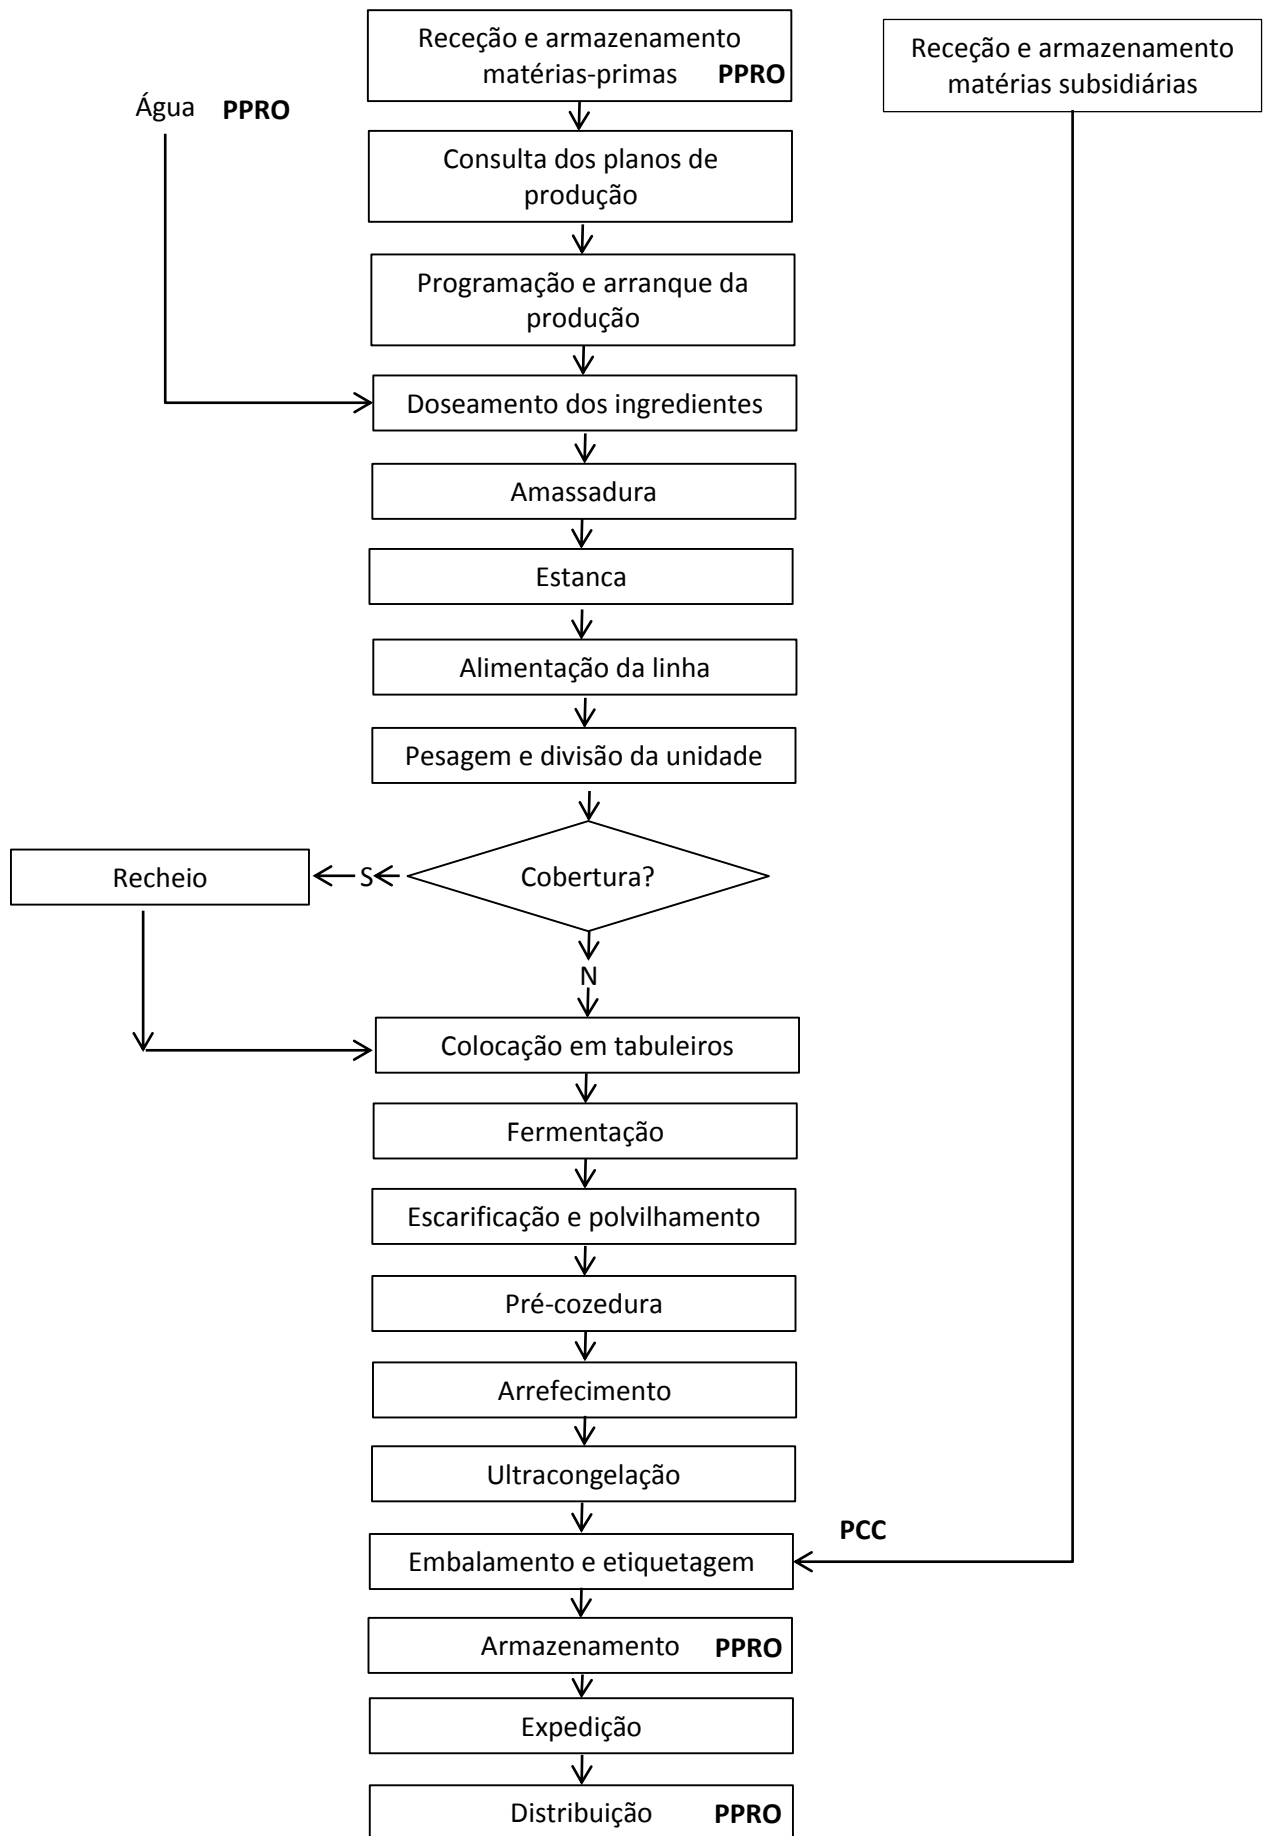 Receção e armazenamento
matérias-primas PPRO
Receção e armazenamento
matérias subsidiárias
Água PPRO
Consulta dos planos de
produção
Programação e arranque da
produção
Doseamento dos ingredientes
Amassadura
Estanca
Alimentação da linha
Pesagem e divisão da unidade
Recheio
S
Cobertura?
N
Colocação em tabuleiros
Fermentação
Escarificação e polvilhamento
Pré-cozedura
Arrefecimento
Ultracongelação
PCC
Embalamento e etiquetagem
Armazenamento PPRO
Expedição
Distribuição PPRO